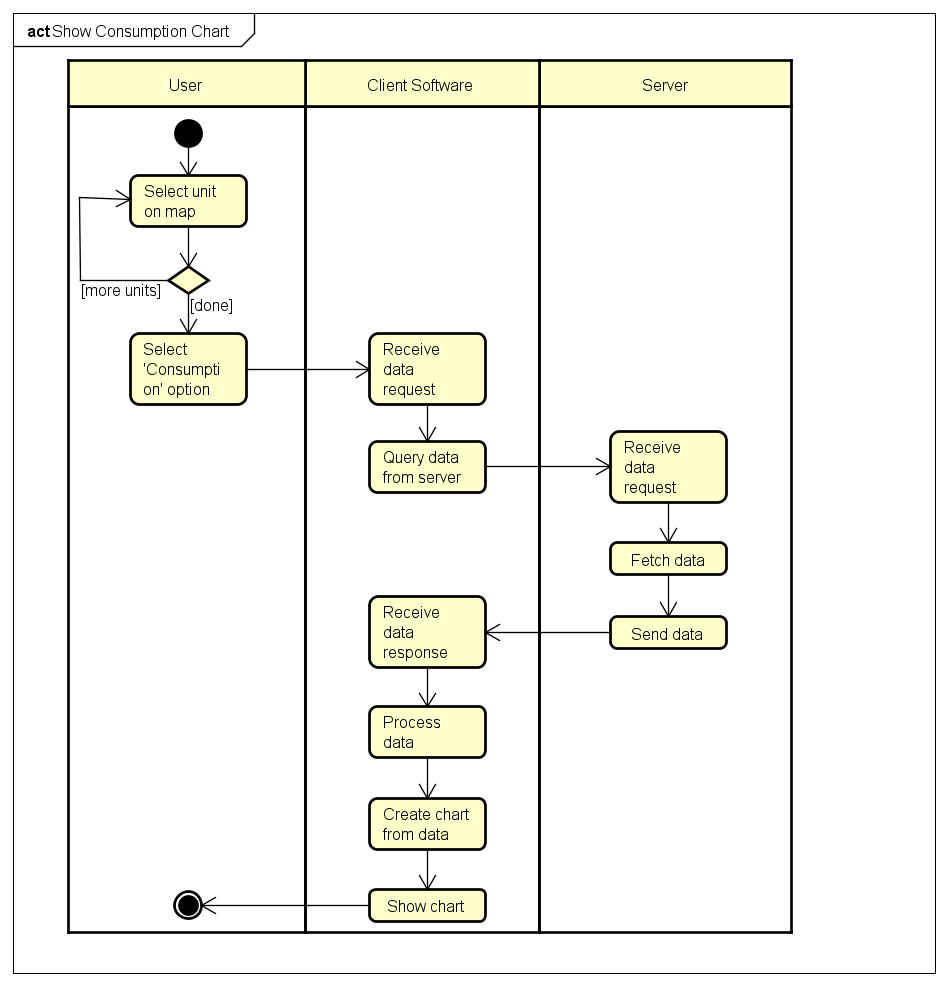 act Show Consumption Chart
User
Client Software
Server
Select unit
on map
[more units]
[done]
Select
'Consumpti
on' option
Receive
data
request
Query data
from server
Receive
data
request
Fetch data
Send data
Receive
data
response
Process
data
Create chart
from data
Show chart